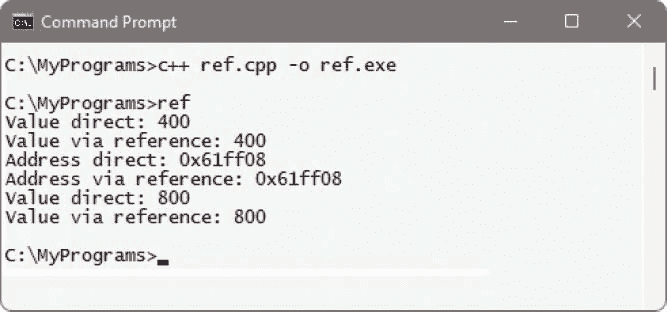 Command Prompt
C:\MyPrograms>c++ ref.cpp -o ref.exe
C:\MyPrograms>ref
Value direct: 400
Value via reference: 400
Address direct: 0x61ff08
Address via reference: 0x61ff08
Value direct: 800
Value via reference: 800
C:\MyPrograms>